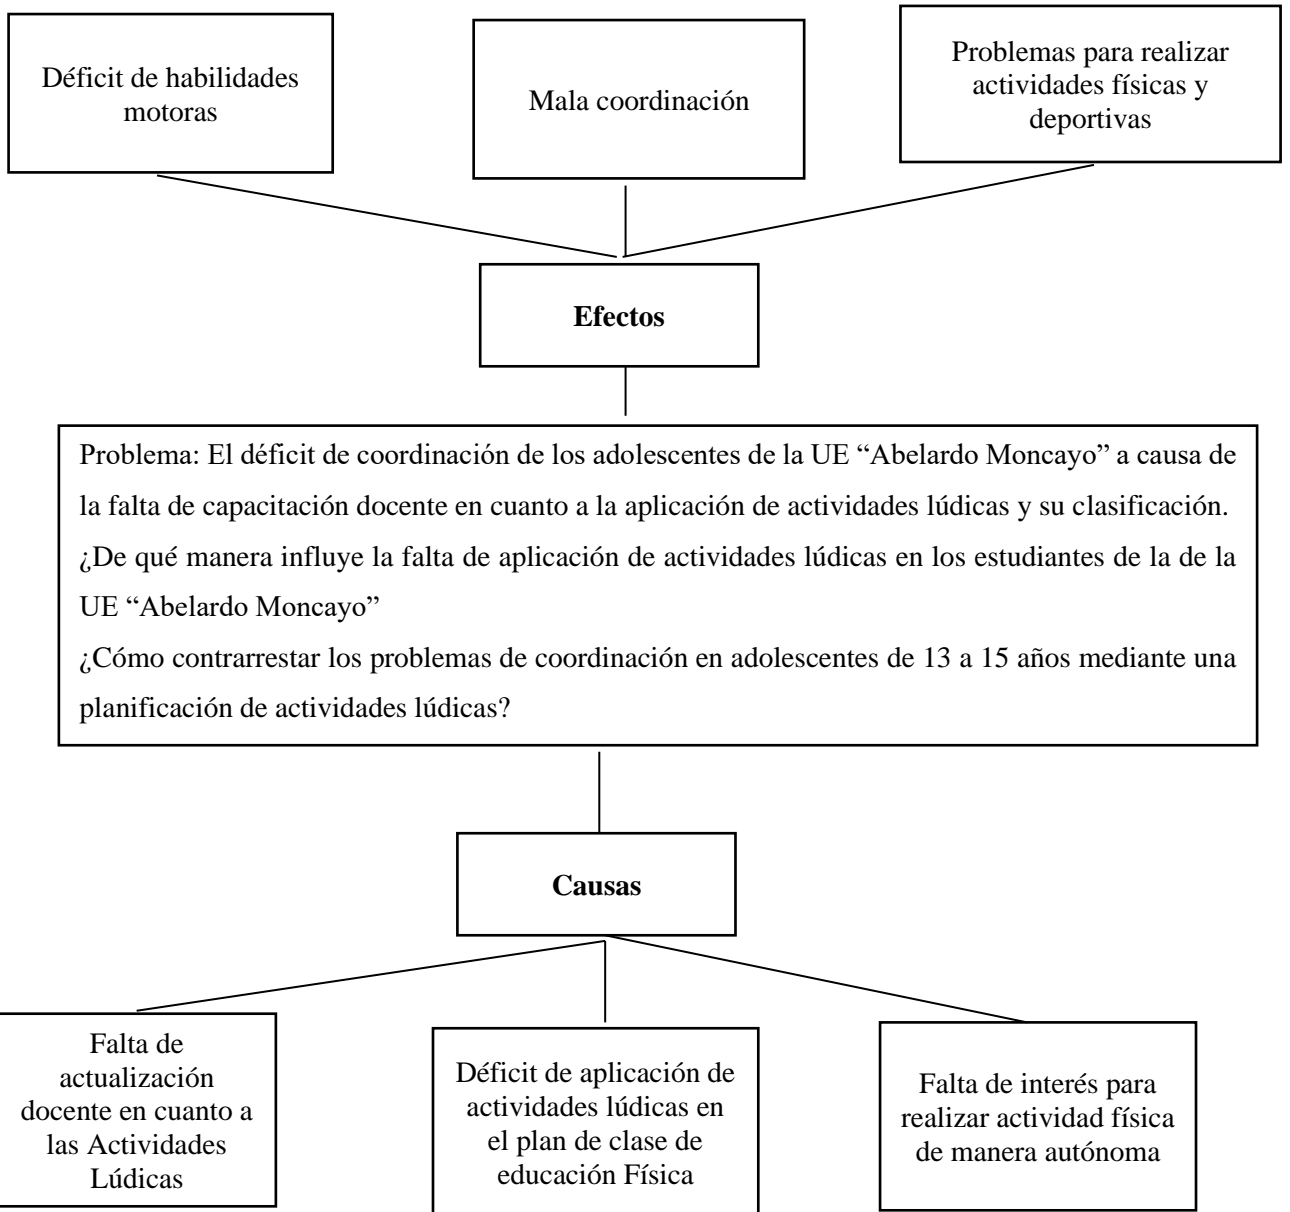 Déficit de habilidades
motoras
Mala coordinación
Problemas para realizar
actividades físicas y
deportivas
Efectos
Problema: El déficit de coordinación de los adolescentes de la UE “Abelardo Moncayo” a causa de
la falta de capacitación docente en cuanto a la aplicación de actividades lúdicas y su clasificación.
¿De qué manera influye la falta de aplicación de actividades lúdicas en los estudiantes de la de la
UE “Abelardo Moncayo”
¿Cómo contrarrestar los problemas de coordinación en adolescentes de 13 a 15 años mediante una
planificación de actividades lúdicas?
Causas
Falta de
actualización
docente en cuanto a
las Actividades
Lúdicas
Déficit de aplicación de
actividades lúdicas en
el plan de clase de
educación Física
Falta de interés para
realizar actividad física
de manera autónoma